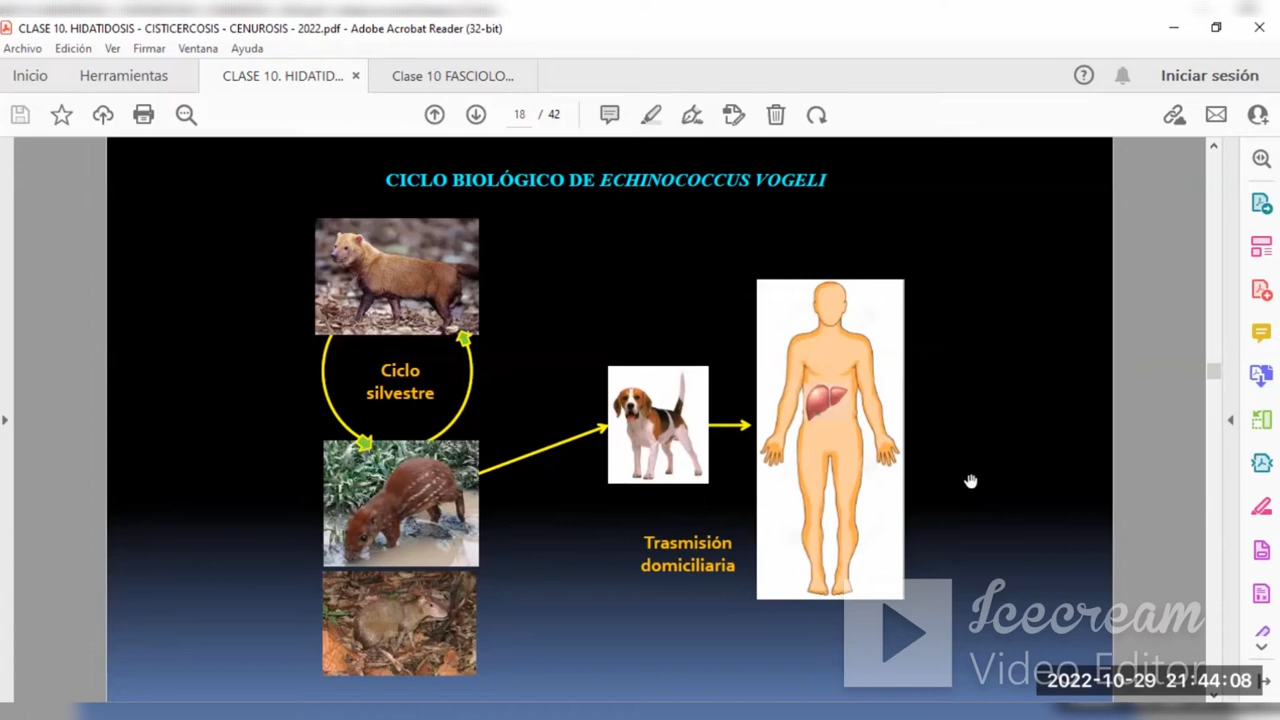 CLASE 10. HIDATIDOSIS - CISTICERCOSIS - CENUROSIS - 2022.pdf - Adobe Acrobat Reader (32-bit)
Archivo Edición Ver Firmar Ventana Ayuda
Inicio Herramientas CLASE 10. HIDATID... × Clase 10 FASCIOLO... Iniciar sesión
18 / 42
CICLO BIOLÓGICO DE ECHINOCOCCUS VOGELI
Ciclo
silvestre
Trasmisión
domiciliaria
Icecream
Video Editor
2022-10-29 21:44:08